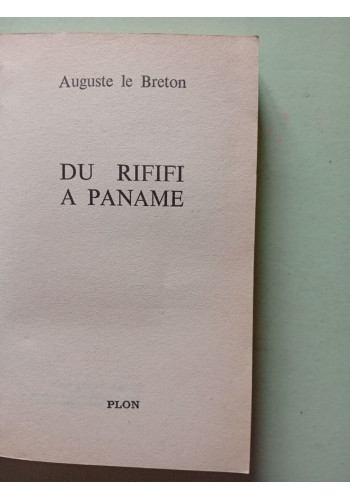 Auguste le Breton
DU RIFIFI
A PANAME
PLON